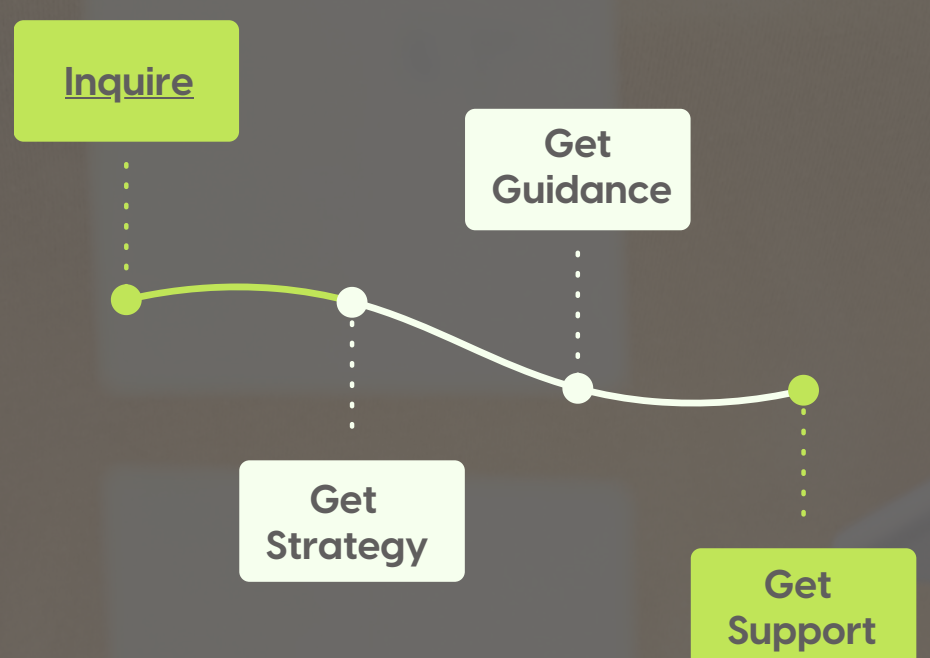 Inquire
Get
Strategy
Get
Guidance
Get
Support